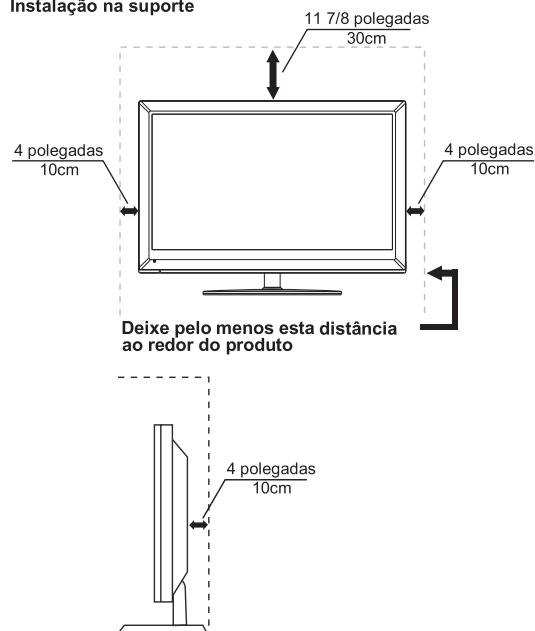 Instalação na suporte
11 7/8 polegadas
30cm
4 polegadas
10cm
4 polegadas
10cm
Deixe pelo menos esta distância
ao redor do produto
4 polegadas
10cm